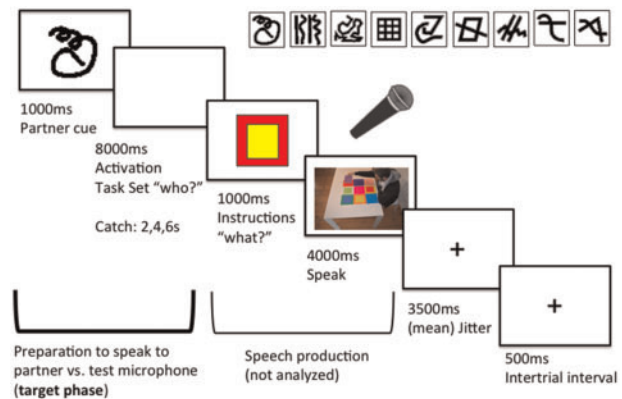 1000ms
Partner cue
8000ms
Activation
Task Set "who?"
Catch: 2,4,6s
1000ms
Instructions
"what?"
4000ms
Speak
+
3500ms
(mean) Jitter
+
500ms
Intertrial interval
Preparation to speak to
partner vs. test microphone
(target phase)
Speech production
(not analyzed)